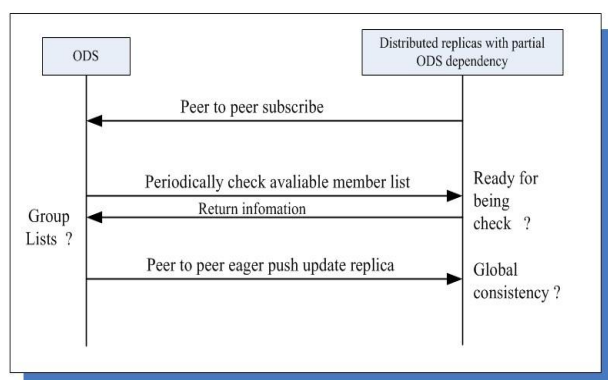 ODS
Distributed replicas with partial
ODS dependency
Peer to peer subscribe
Periodically check avaliable member list
Ready for
being
check ?
Return infomation
Group
Lists ?
Peer to peer eager push update replica
Global
consistency ?